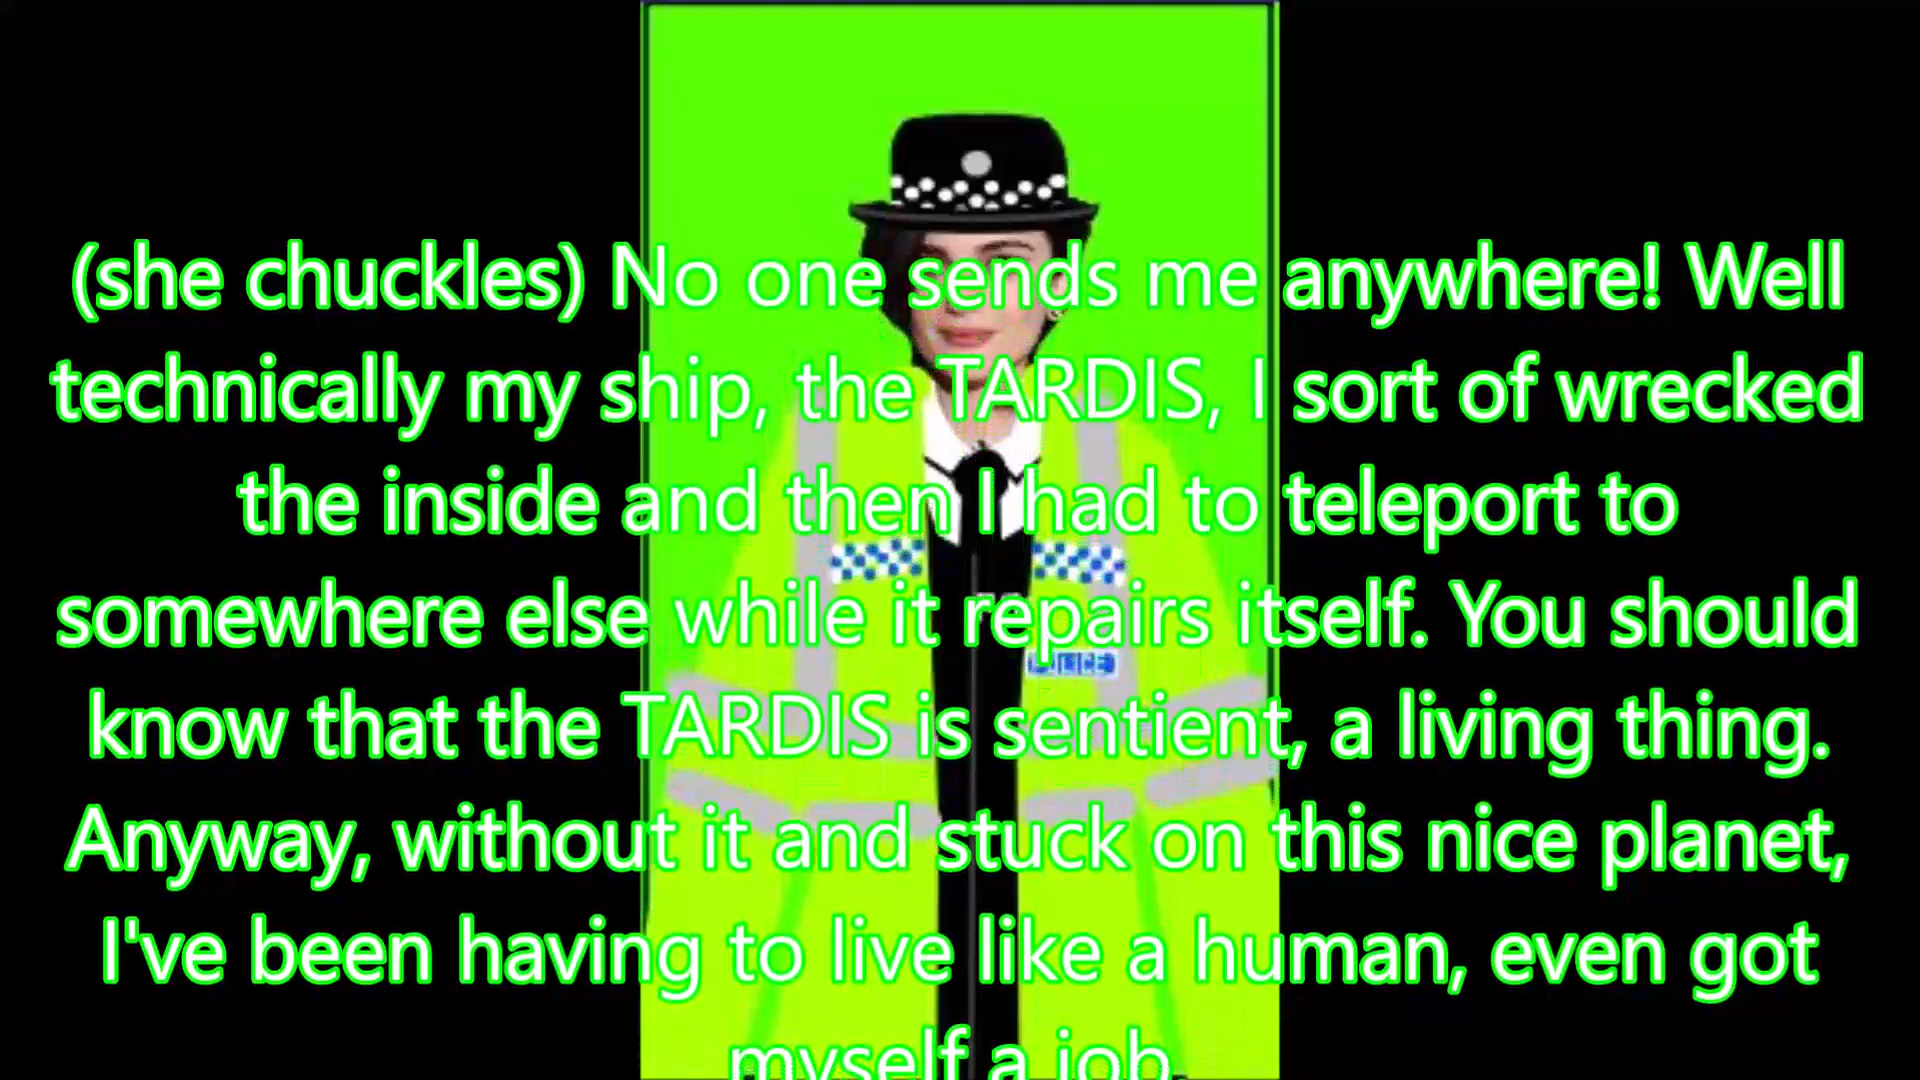 (she chuckles) No one sends me anywhere! Well
technically my ship, the TARDIS, I sort of wrecked
the inside and then I had to teleport to
somewhere else while it repairs itself. You should
know that the TARDIS is sentient, a living thing.
Anyway, without it and stuck on this nice planet,
I've been having to live like a human, even got
myself a job.